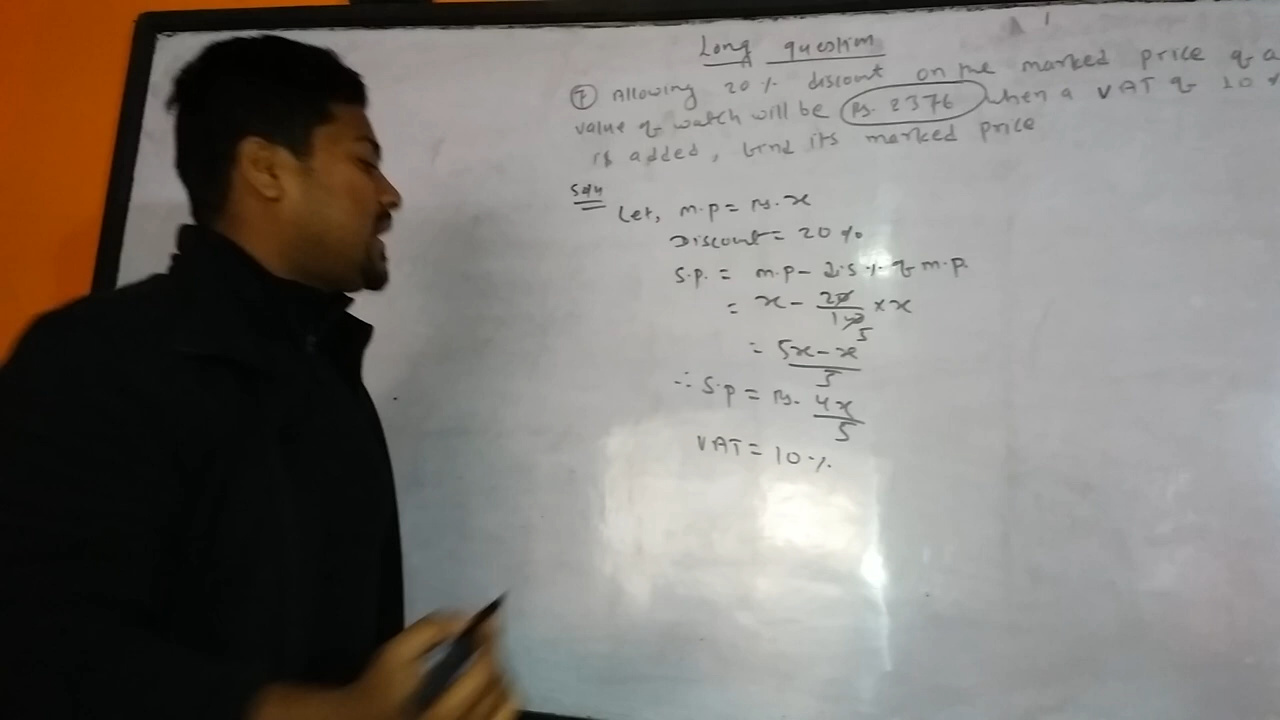 Long question
⑦ Allowing 20 % discount on the marked price of a
value of watch will be Rs. 2376 when a VAT of 10 %
is added, find its marked price
Soln
Let, m.p = Rs. x
Discount = 20 %
S.p. = m.p - D.S % of m.p.
= x - 20/100 × x
5
= 5x - x / 5
∴ S.p = Rs. 4x/5
VAT = 10 %